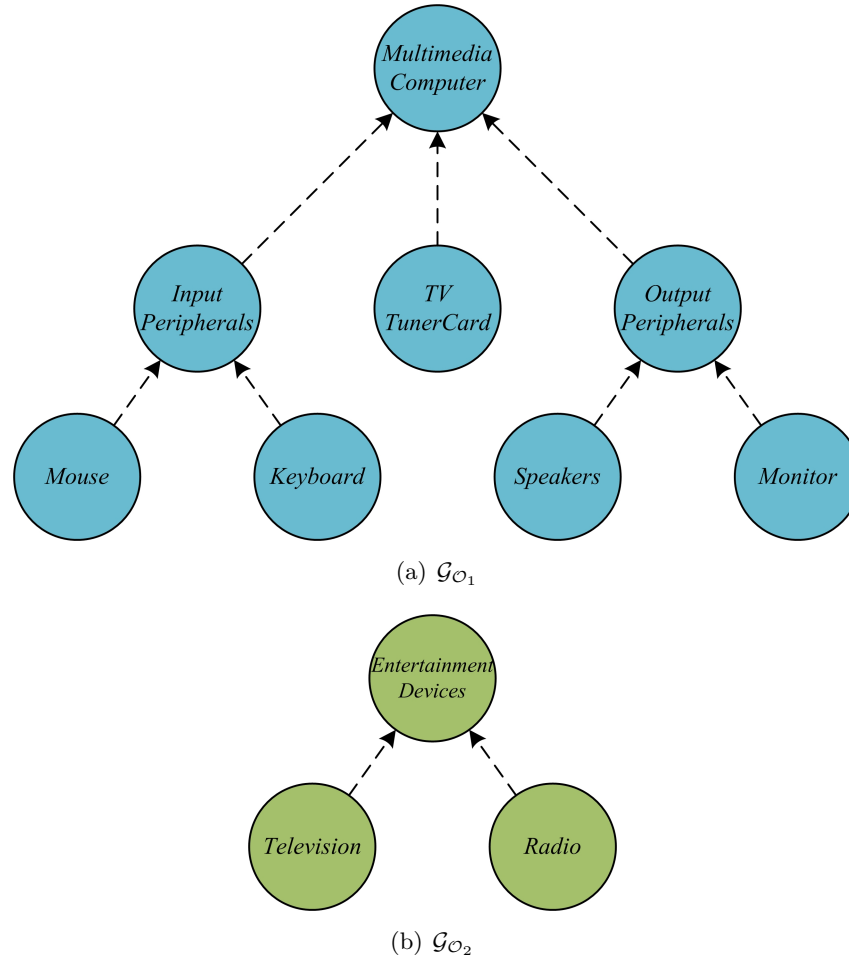 Multimedia
Computer
Input
Peripherals
TV
TunerCard
Output
Peripherals
Mouse
Keyboard
Speakers
Monitor
(a) 𝒢𝒪₁
Entertainment
Devices
Television
Radio
(b) 𝒢𝒪₂